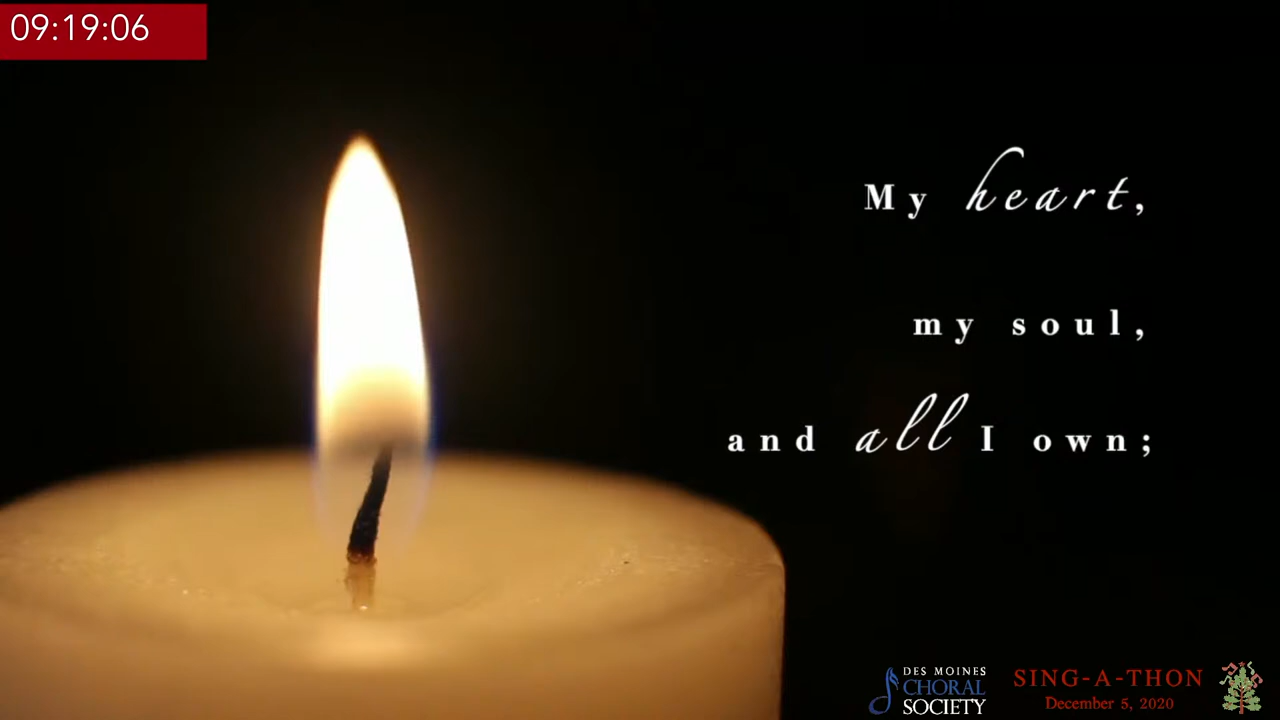 09:19:06
My heart,
my soul,
and all I own;
DES MOINES
CHORAL
SOCIETY
SING-A-THON
December 5, 2020